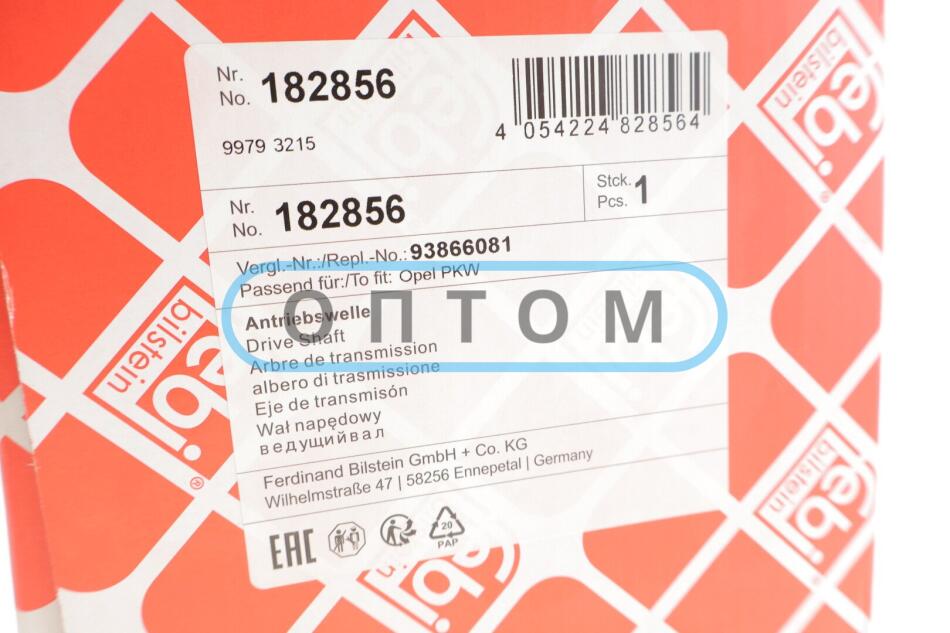 Nr.
No. 182856
4 054224 828564
9979 3215
Nr.
No. 182856
Stck.
Pcs. 1
Vergl.-Nr.:/Repl.-No.: 93866081
Passend für:/To fit: Opel PKW
ОПТОМ
Antriebswelle
Drive Shaft
Arbre de transmission
albero di trasmissione
Eje de transmisón
Wał napędowy
ведущийвал
Ferdinand Bilstein GmbH + Co. KG
Wilhelmstraße 47 | 58256 Ennepetal | Germany
EAC
20
PAP
febi
bilstein
®
febi
bilstein
febi
bilstein
febi